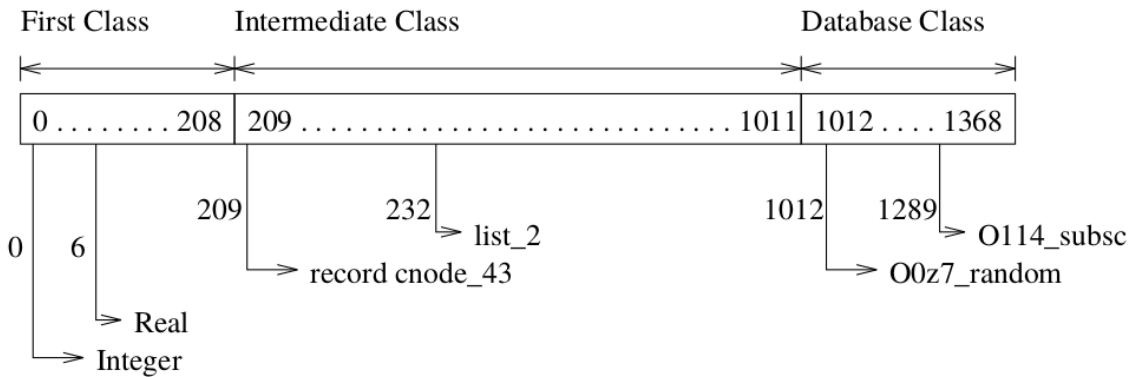 First Class Intermediate Class Database Class
0 . . . . . . . . 208 209 . . . . . . . . . . . . . . . . . . . . . . . . . . . . . . 1011 1012 . . . . 1368
209 232 1012 1289
0 6 list_2 O114_subsc
record cnode_43 O0z7_random
Real
Integer